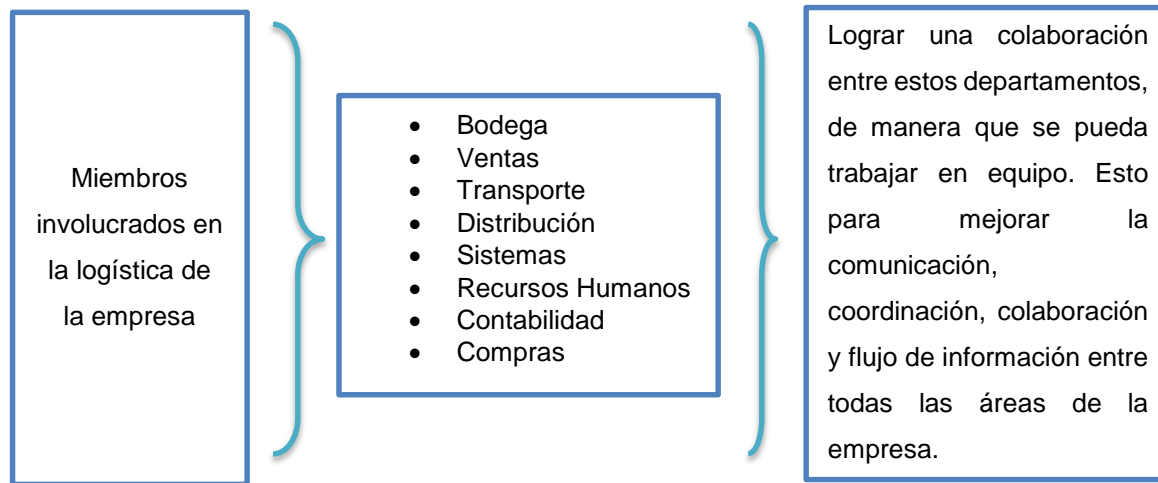 Miembros
involucrados en
la logística de
la empresa
• Bodega
• Ventas
• Transporte
• Distribución
• Sistemas
• Recursos Humanos
• Contabilidad
• Compras
Lograr una colaboración
entre estos departamentos,
de manera que se pueda
trabajar en equipo. Esto
para mejorar la
comunicación,
coordinación, colaboración
y flujo de información entre
todas las áreas de la
empresa.